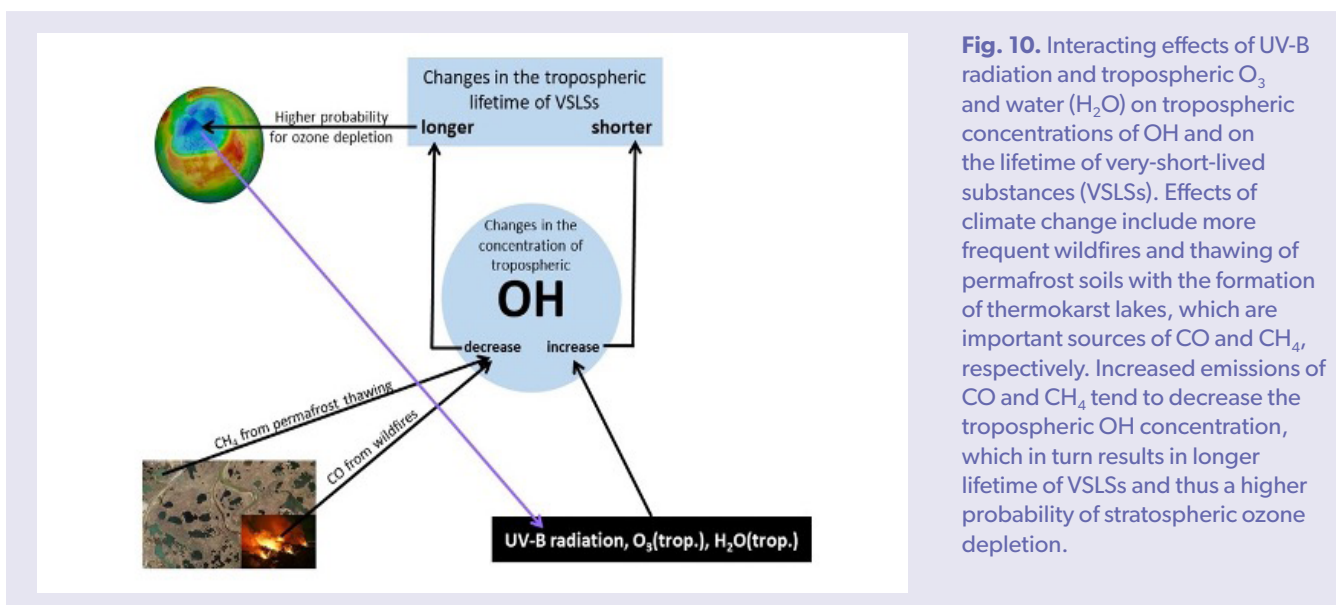 Changes in the tropospheric
lifetime of VSLSs
longer
shorter
Higher probability
for ozone depletion
Changes in the
concentration of
tropospheric
OH
decrease
increase
CH₄ from permafrost thawing
CO from wildfires
UV-B radiation, O₃(trop.), H₂O(trop.)
Fig. 10. Interacting effects of UV-B
radiation and tropospheric O₃
and water (H₂O) on tropospheric
concentrations of OH and on
the lifetime of very-short-lived
substances (VSLSs). Effects of
climate change include more
frequent wildfires and thawing of
permafrost soils with the formation
of thermokarst lakes, which are
important sources of CO and CH₄,
respectively. Increased emissions of
CO and CH₄ tend to decrease the
tropospheric OH concentration,
which in turn results in longer
lifetime of VSLSs and thus a higher
probability of stratospheric ozone
depletion.